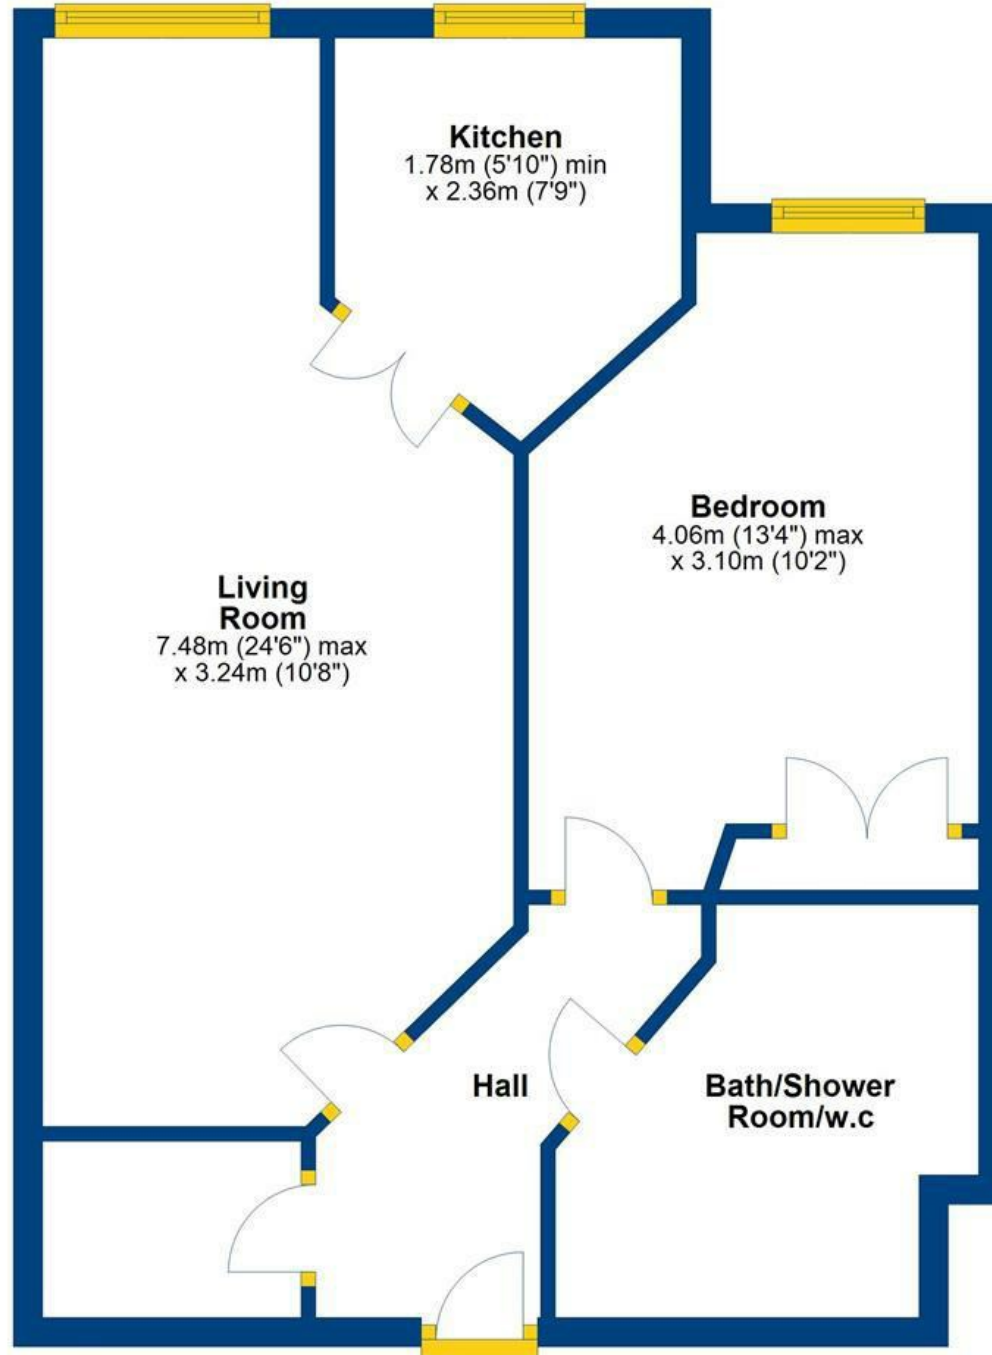 Kitchen
1.78m (5'10") min
x 2.36m (7'9")
Bedroom
4.06m (13'4") max
x 3.10m (10'2")
Living
Room
7.48m (24'6") max
x 3.24m (10'8")
Hall
Bath/Shower
Room/w.c